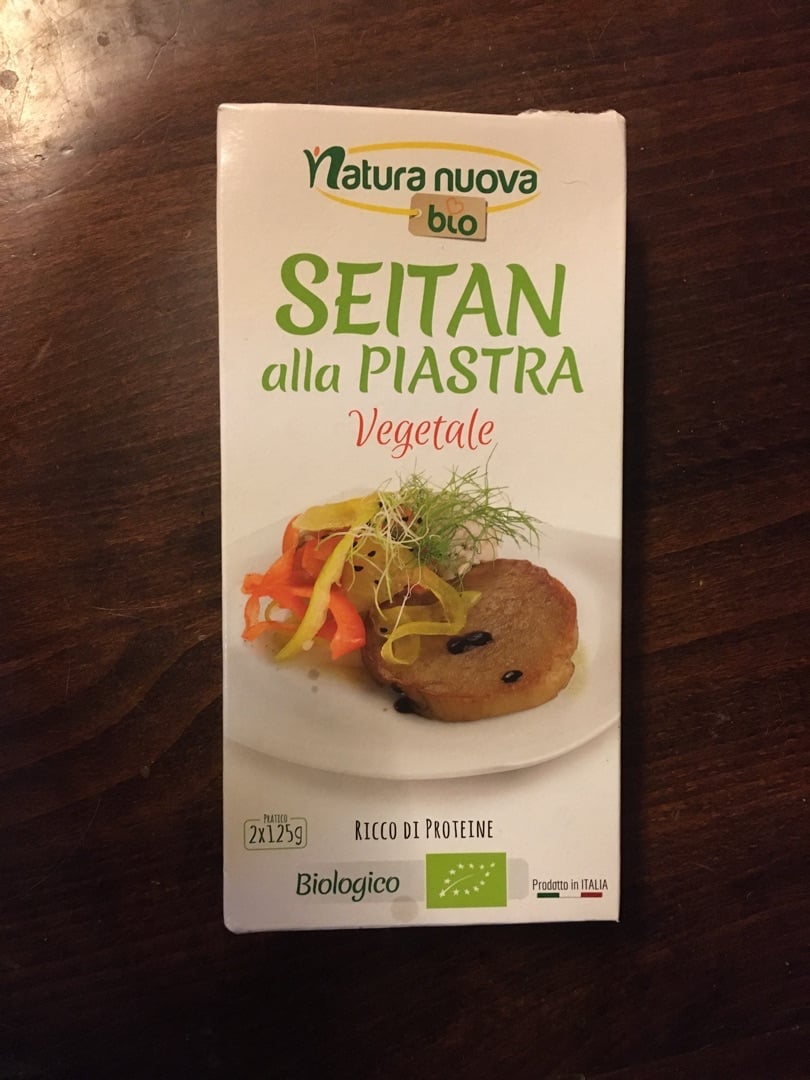 Natura nuova
bio
SEITAN
alla PIASTRA
Vegetale
PRATICO
2x125g
RICCO DI PROTEINE
Biologico
Prodotto in ITALIA